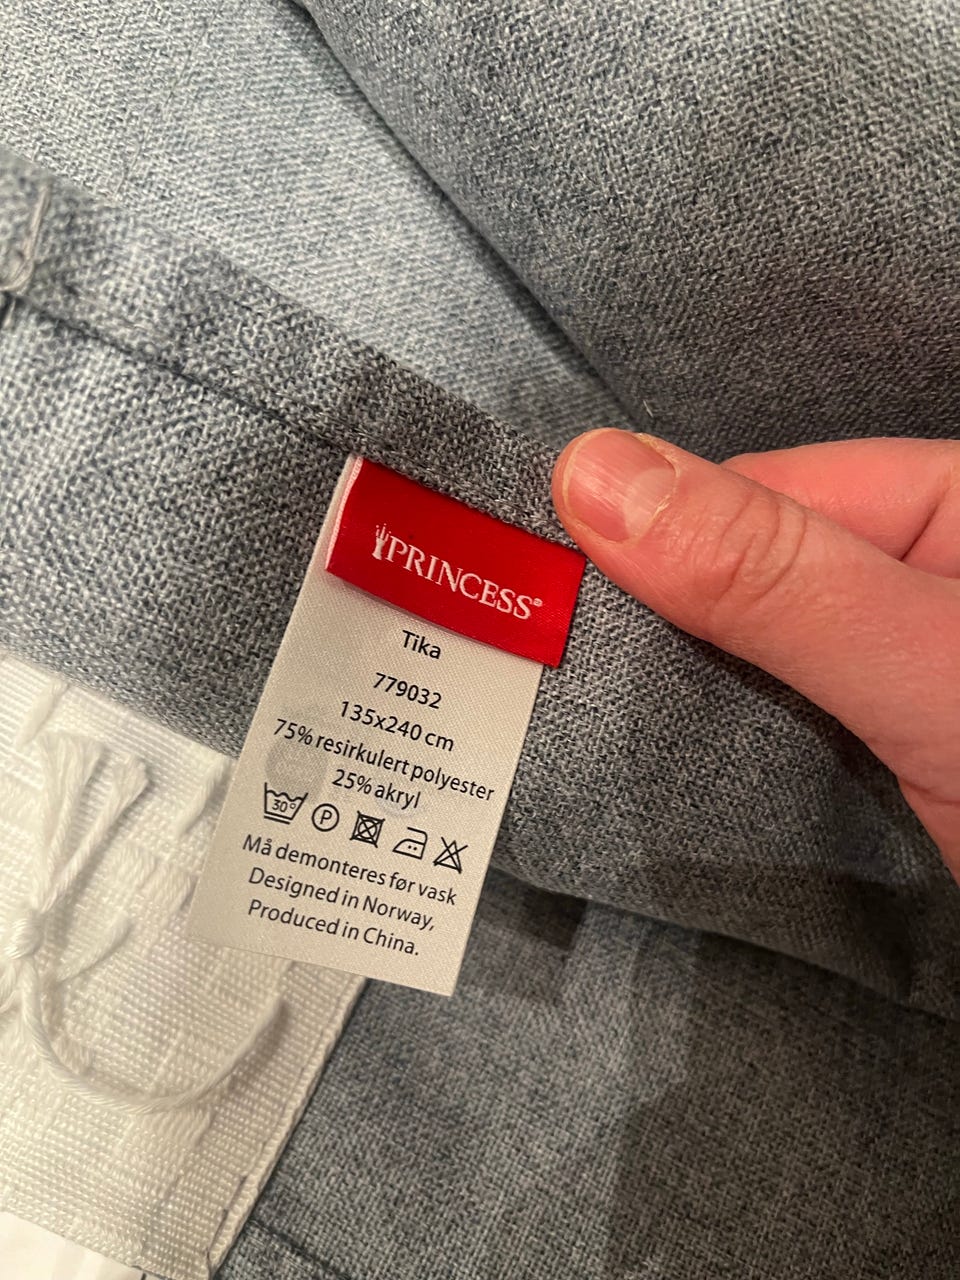 PRINCESS®
Tika
779032
135x240 cm
75% resirkulert polyester
25% akryl
30° P
Må demonteres før vask
Designed in Norway,
Produced in China.